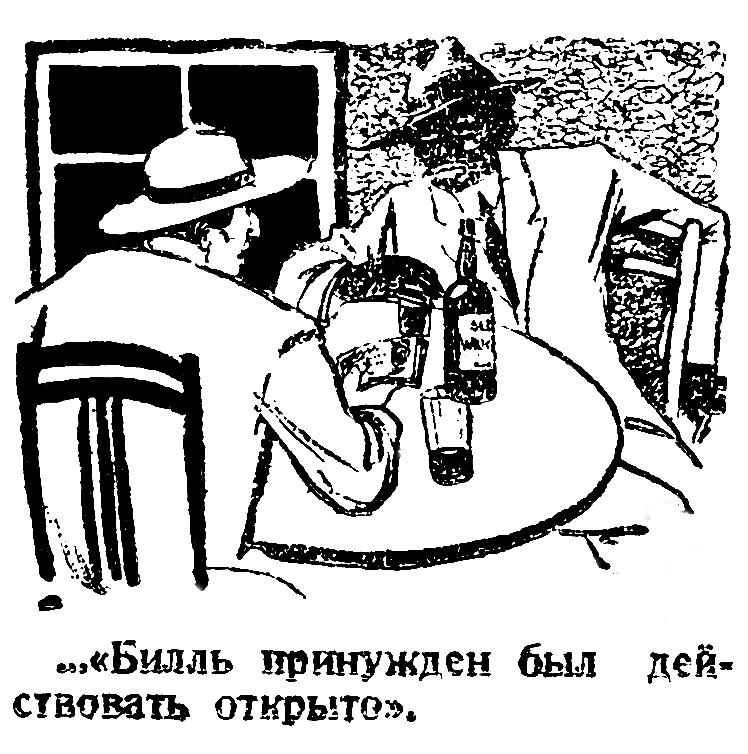 ...«Билль принужден был дей-
ствовать открыто».